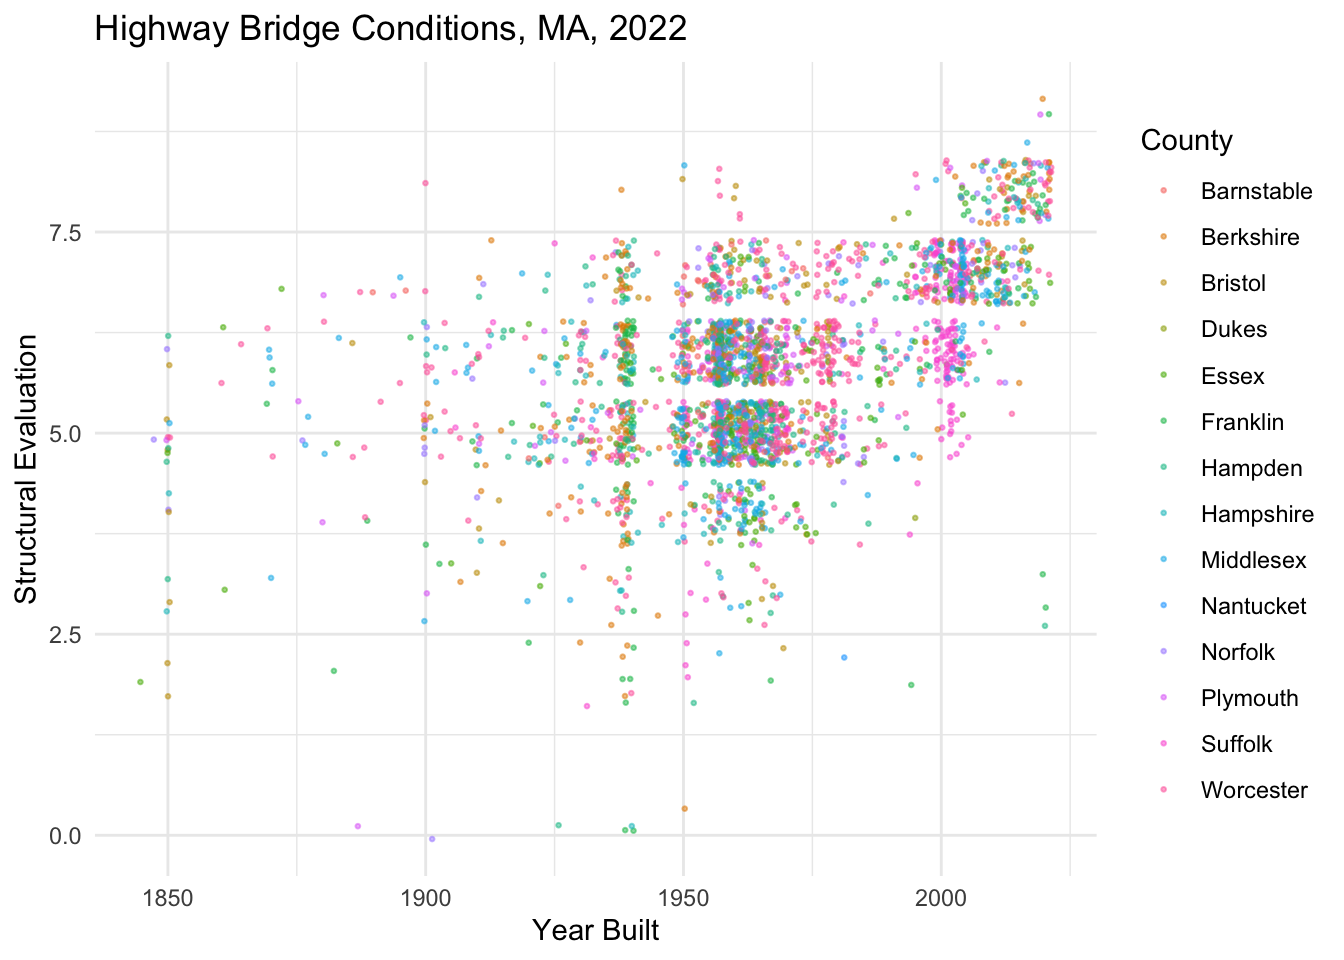 Highway Bridge Conditions, MA, 2022
Structural Evaluation
7.5
5.0
2.5
0.0
1850
1900
1950
2000
Year Built
County
Barnstable
Berkshire
Bristol
Dukes
Essex
Franklin
Hampden
Hampshire
Middlesex
Nantucket
Norfolk
Plymouth
Suffolk
Worcester